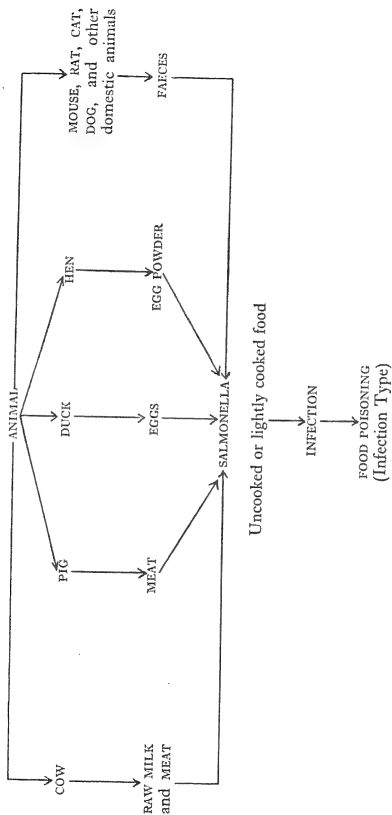 ANIMAL
COW
PIG
DUCK
HEN
MOUSE, RAT, CAT,
DOG, and other
domestic animals
RAW MILK
and MEAT
MEAT
EGGS
EGG POWDER
FAECES
SALMONELLA
Uncooked or lightly cooked food
INFECTION
FOOD POISONING
(Infection Type)